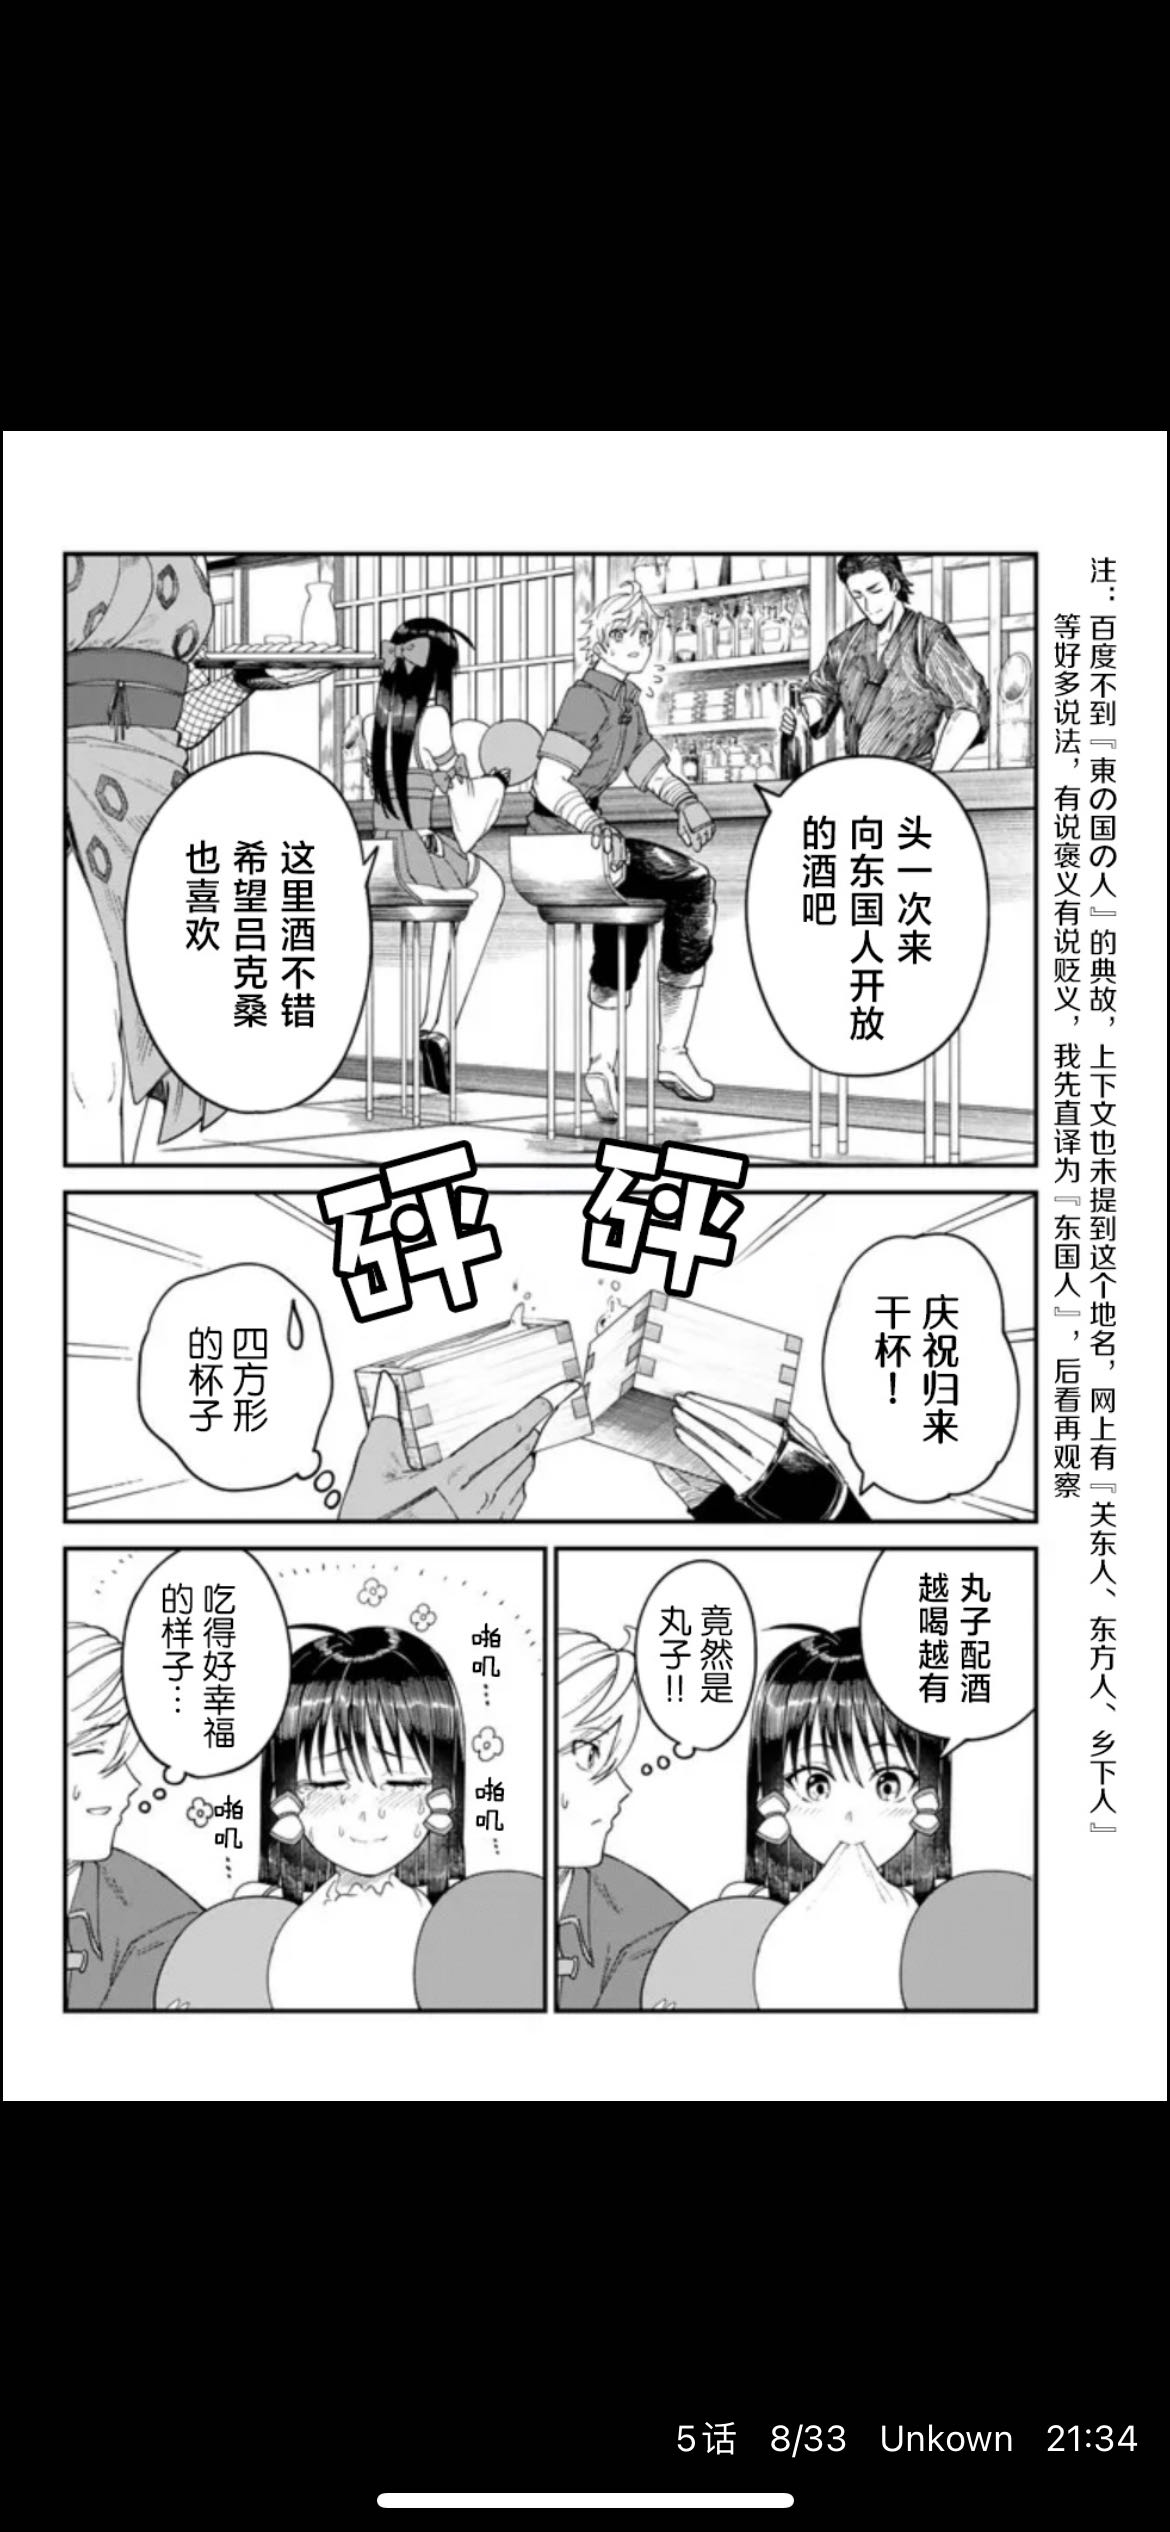 注：百度不到『東の国の人』的典故，上下文也未提到这个地名，网上有『关东人、东方人、乡下人』
等好多说法，有说褒义有说贬义，我先直译为『东国人』，后看再观察
头一次来
向东国人开放
的酒吧
这里酒不错
希望吕克桑
也喜欢
庆祝归来
干杯！
砰
砰
四方形
的杯子
丸子配酒
越喝越有
竟然是
丸子!!
啪叽…
啪叽…
吃得好幸福
的样子…
啪叽…
5话 8/33 Unkown 21:34